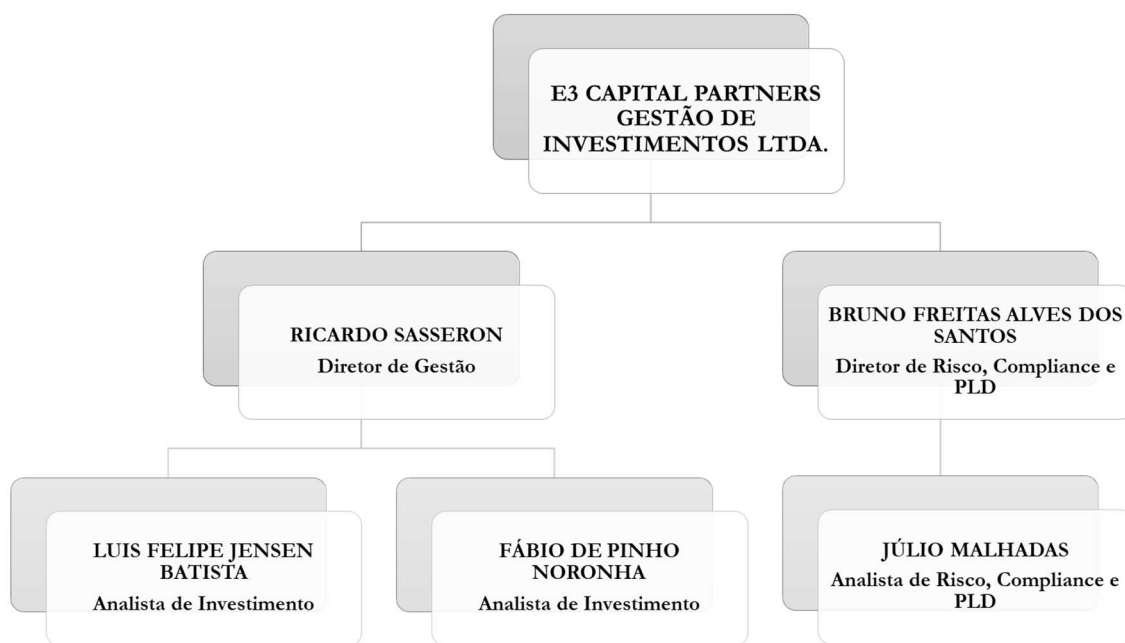 E3 CAPITAL PARTNERS
GESTÃO DE
INVESTIMENTOS LTDA.
RICARDO SASSERON
Diretor de Gestão
BRUNO FREITAS ALVES DOS
SANTOS
Diretor de Risco, Compliance e
PLD
LUIS FELIPE JENSEN
BATISTA
Analista de Investimento
FÁBIO DE PINHO
NORONHA
Analista de Investimento
JÚLIO MALHADAS
Analista de Risco, Compliance e
PLD